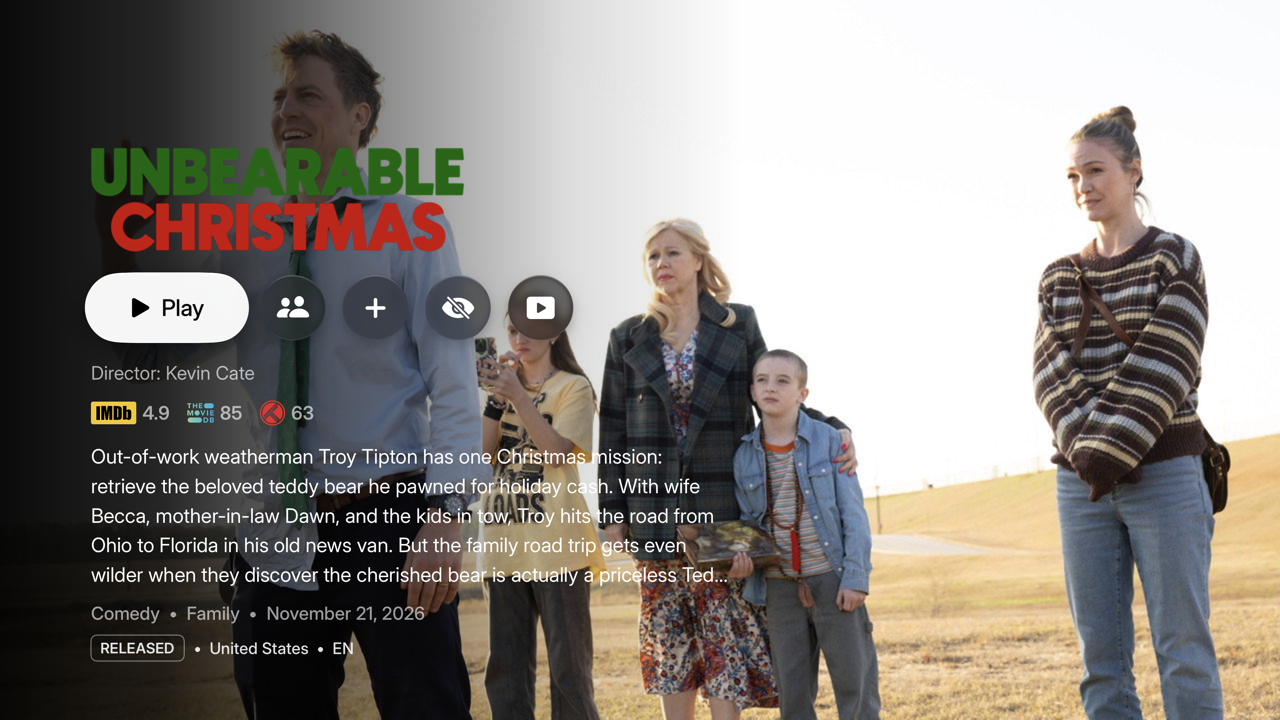 UNBEARABLE
CHRISTMAS
Play
Director: Kevin Cate
IMDb 4.9 THE MOVIE DB 85 63
Out-of-work weatherman Troy Tipton has one Christmas mission:
retrieve the beloved teddy bear he pawned for holiday cash. With wife
Becca, mother-in-law Dawn, and the kids in tow, Troy hits the road from
Ohio to Florida in his old news van. But the family road trip gets even
wilder when they discover the cherished bear is actually a priceless Ted...
Comedy • Family • November 21, 2026
RELEASED • United States • EN